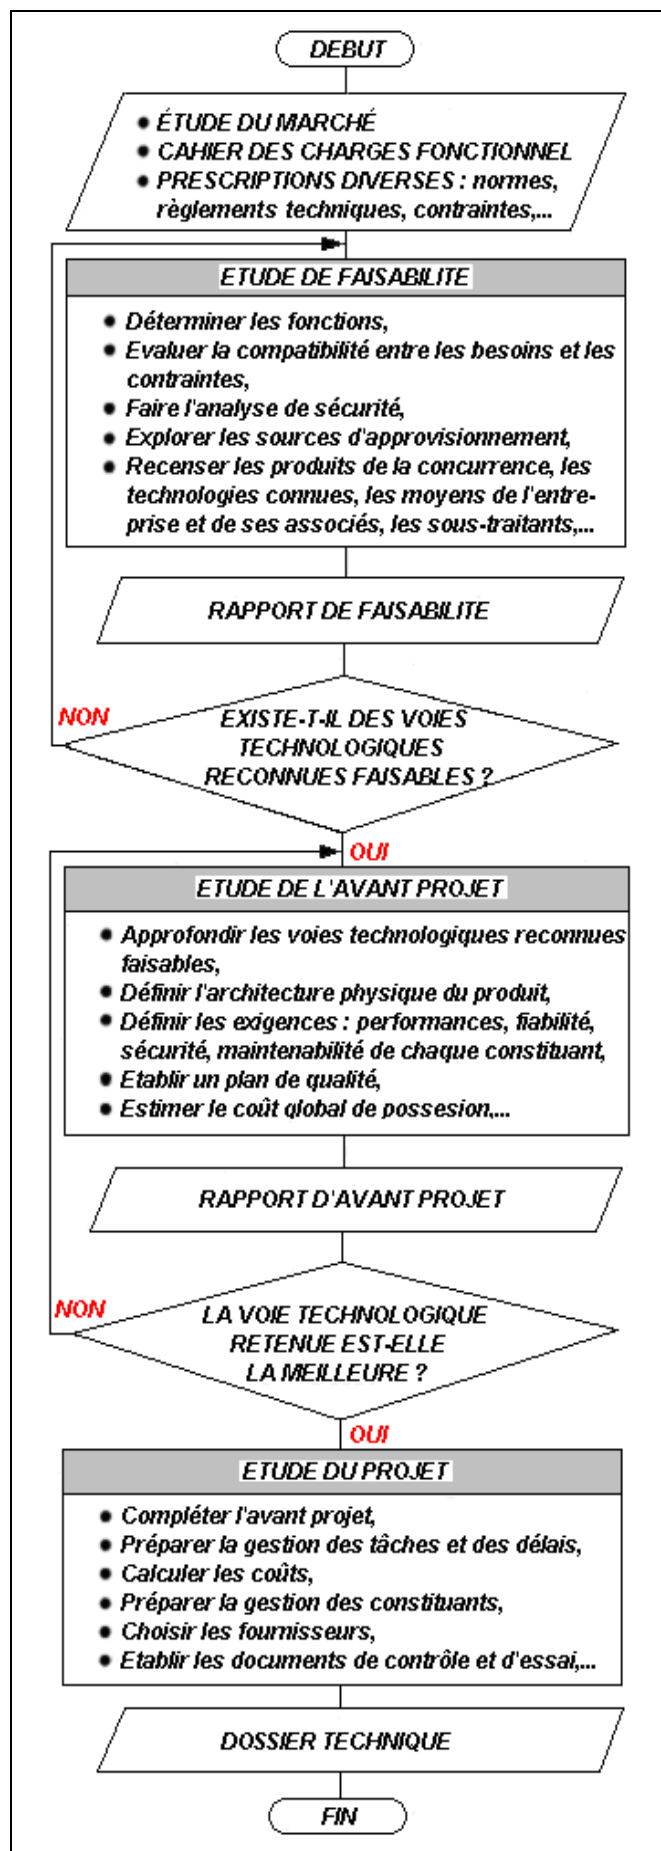 DEBUT
• ÉTUDE DU MARCHÉ
• CAHIER DES CHARGES FONCTIONNEL
• PRESCRIPTIONS DIVERSES : normes,
règlements techniques, contraintes,...
ETUDE DE FAISABILITE
• Déterminer les fonctions,
• Evaluer la compatibilité entre les besoins et les
contraintes,
• Faire l'analyse de sécurité,
• Explorer les sources d'approvisionnement,
• Recenser les produits de la concurrence, les
technologies connues, les moyens de l'entre-
prise et de ses associés, les sous-traitants,...
RAPPORT DE FAISABILITE
NON
EXISTE-T-IL DES VOIES
TECHNOLOGIQUES
RECONNUES FAISABLES ?
OUI
ETUDE DE L'AVANT PROJET
• Approfondir les voies technologiques reconnues
faisables,
• Définir l'architecture physique du produit,
• Définir les exigences : performances, fiabilité,
sécurité, maintenabilité de chaque constituant,
• Etablir un plan de qualité,
• Estimer le coût global de possesion,...
RAPPORT D'AVANT PROJET
NON
LA VOIE TECHNOLOGIQUE
RETENUE EST-ELLE
LA MEILLEURE ?
OUI
ETUDE DU PROJET
• Compléter l'avant projet,
• Préparer la gestion des tâches et des délais,
• Calculer les coûts,
• Préparer la gestion des constituants,
• Choisir les fournisseurs,
• Etablir les documents de contrôle et d'essai,...
DOSSIER TECHNIQUE
FIN